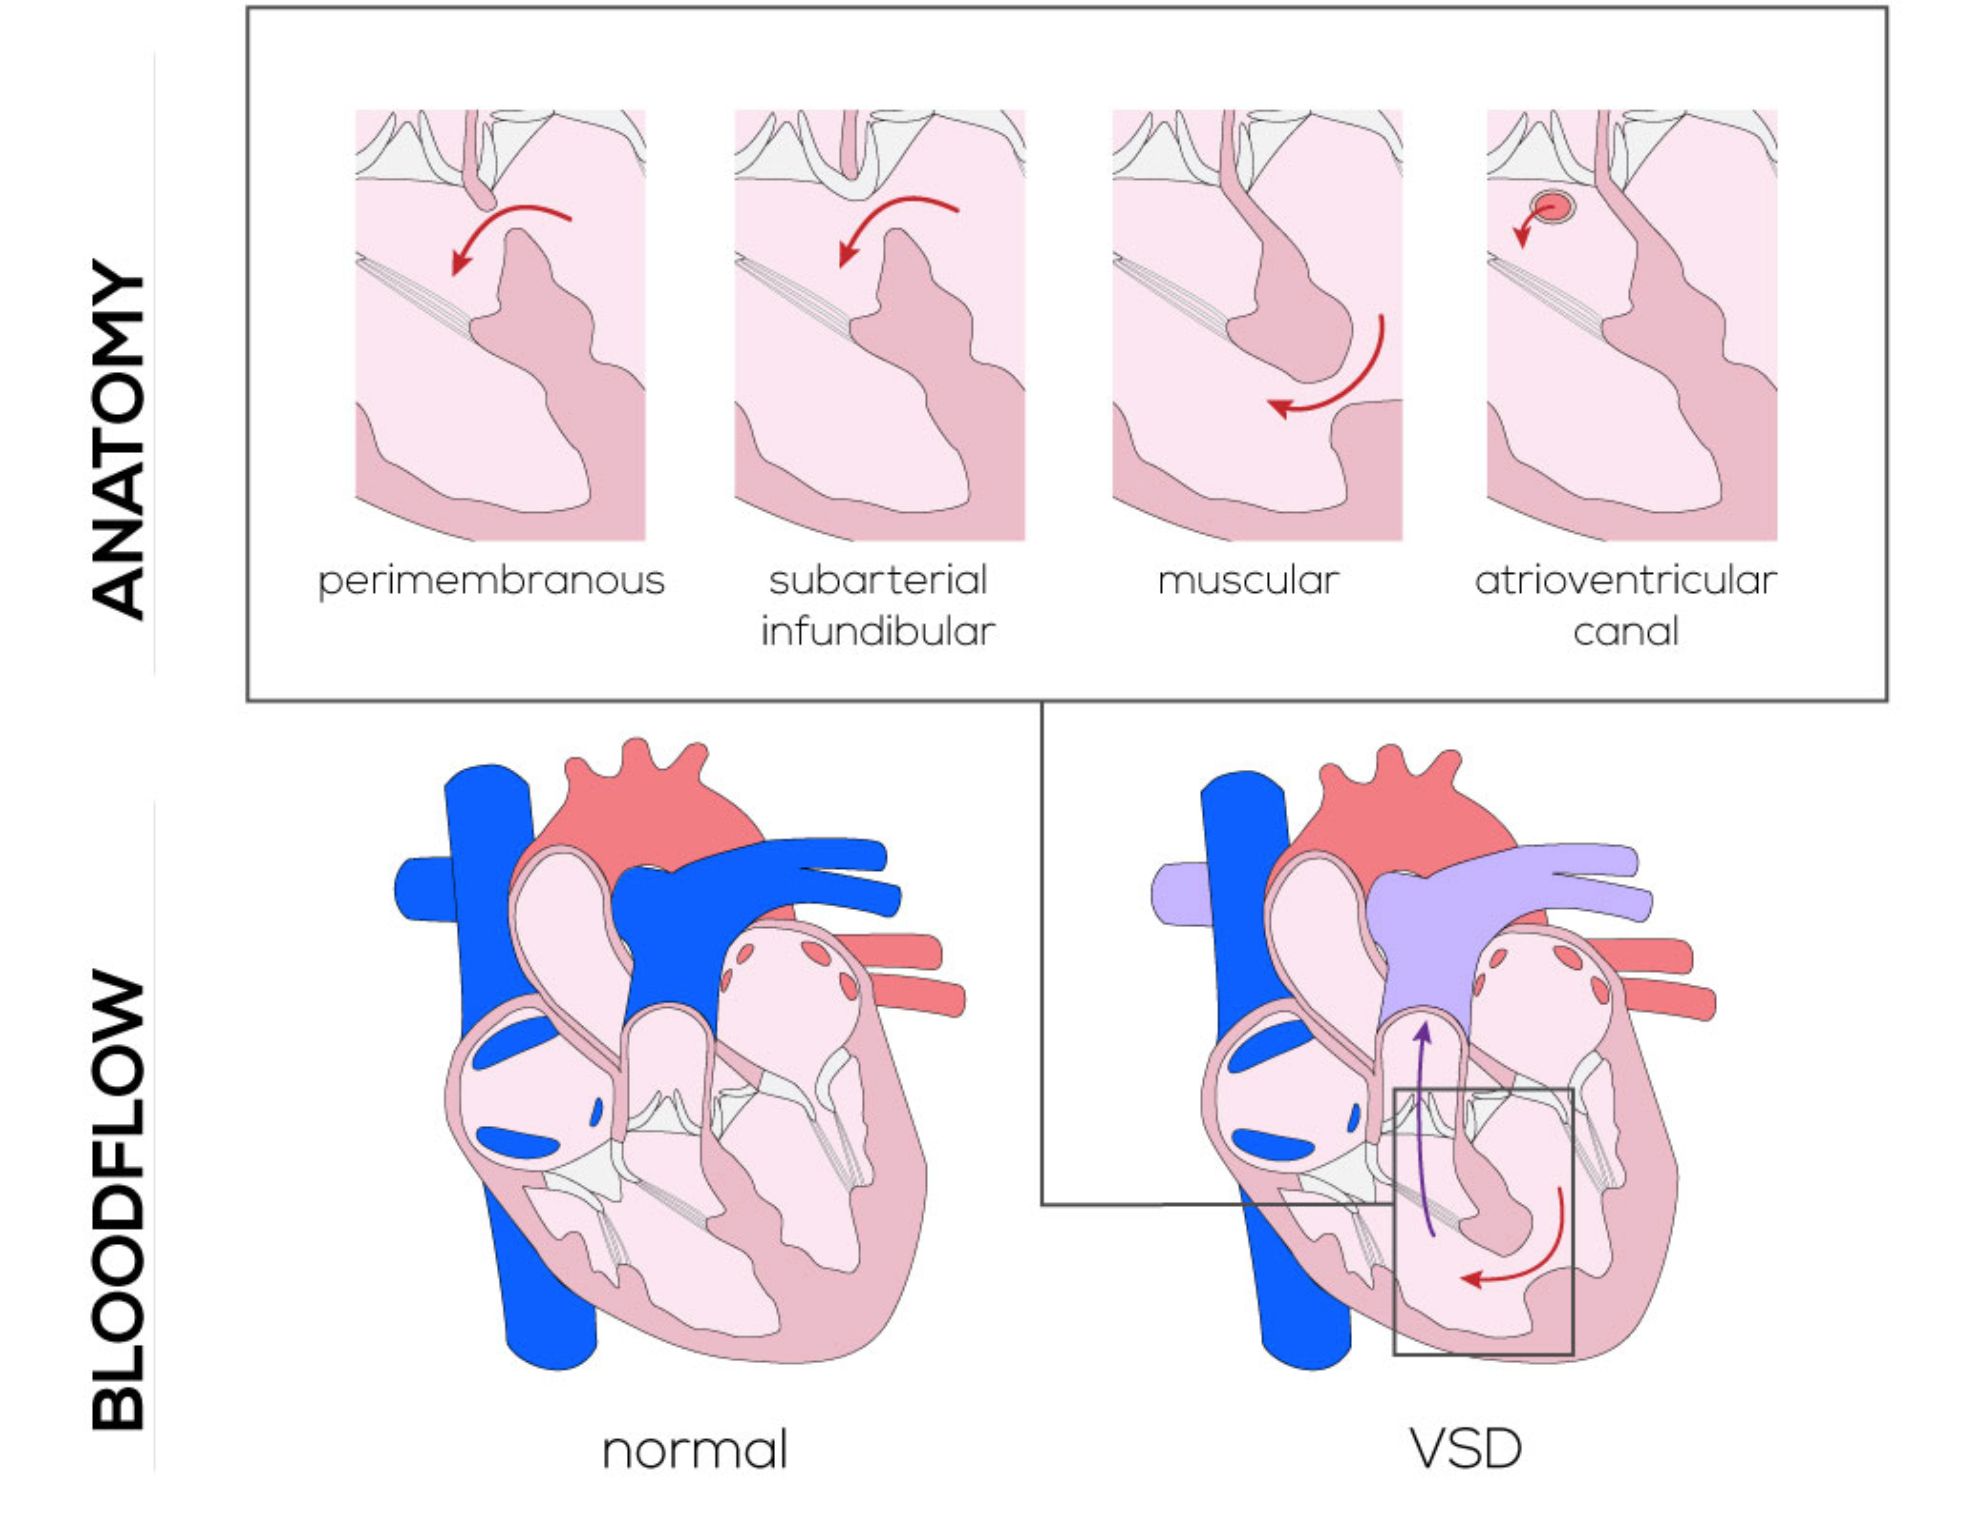 ANATOMY
perimembranous
subarterial
infundibular
muscular
atrioventricular
canal
BLOODFLOW
normal
VSD